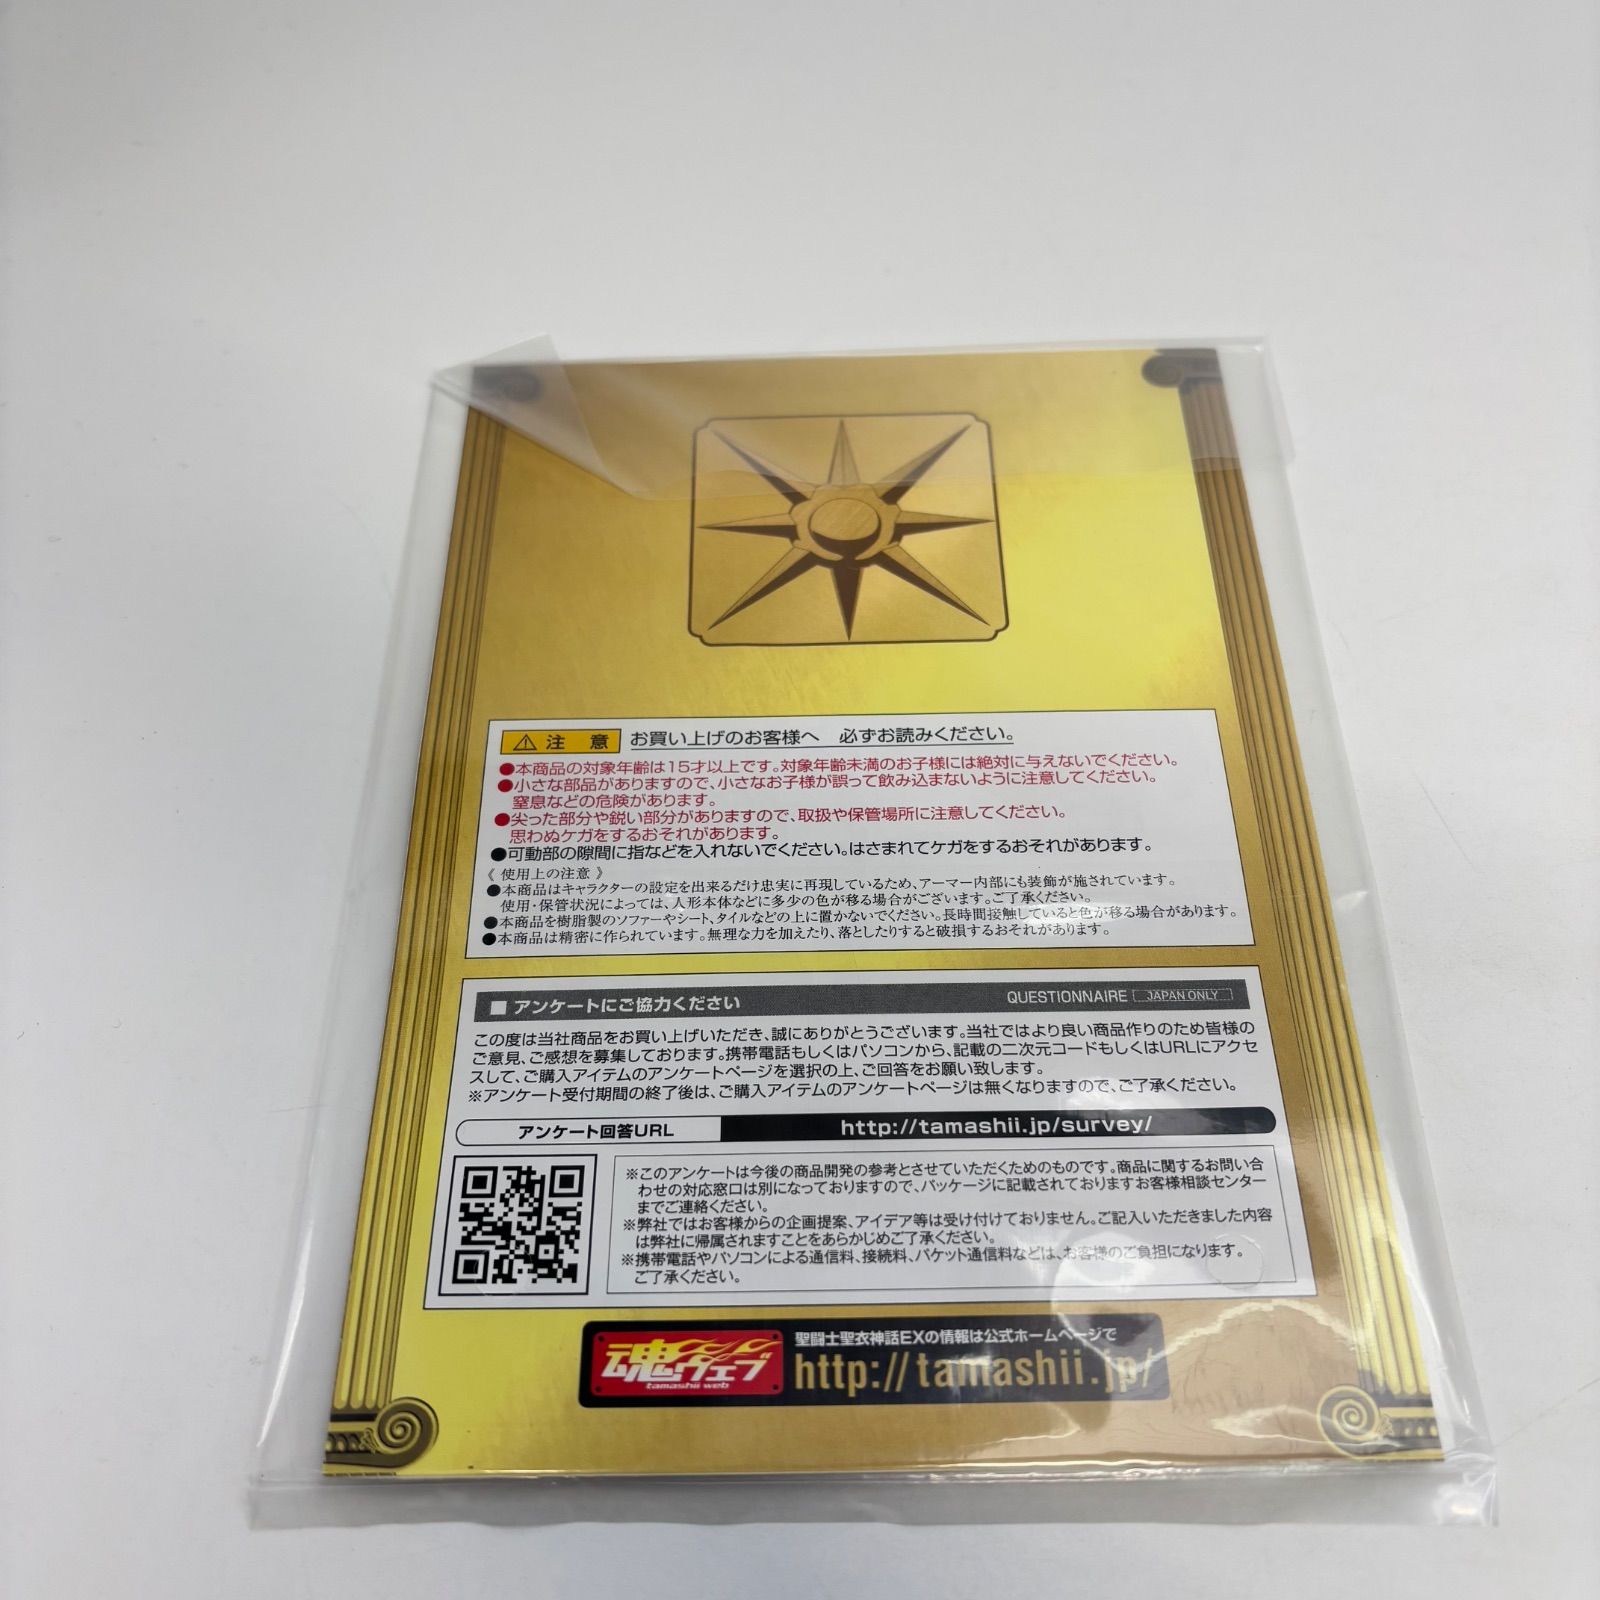 ⚠注 意 お買い上げのお客様へ 必ずお読みください。
●本商品の対象年齢は15才以上です。対象年齢未満のお子様には絶対に与えないでください。
●小さな部品がありますので、小さなお子様が誤って飲み込まないように注意してください。
窒息などの危険があります。
●尖った部分や鋭い部分がありますので、取扱や保管場所に注意してください。
思わぬケガをするおそれがあります。
●可動部の隙間に指などを入れないでください。はさまれてケガをするおそれがあります。
《 使用上の注意 》
●本商品はキャラクターの設定を出来るだけ忠実に再現しているため、アーマー内部にも装飾が施されています。
使用・保管状況によっては、人形本体などに多少の色が移る場合がございます。ご了承ください。
●本商品を樹脂製のソファーやシート、タイルなどの上に置かないでください。長時間接触していると色が移る場合があります。
●本商品は精密に作られています。無理な力を加えたり、落としたりすると破損するおそれがあります。
■ アンケートにご協力ください QUESTIONNAIRE JAPAN ONLY
この度は当社商品をお買い上げいただき、誠にありがとうございます。当社ではより良い商品作りのため皆様の
ご意見、ご感想を募集しております。携帯電話もしくはパソコンから、記載の二次元コードもしくはURLにアクセ
スして、ご購入アイテムのアンケートページを選択の上、ご回答をお願い致します。
※アンケート受付期間の終了後は、ご購入アイテムのアンケートページは無くなりますので、ご了承ください。
アンケート回答URL http://tamashii.jp/survey/
※このアンケートは今後の商品開発の参考とさせていただくためのものです。商品に関するお問い合
わせの対応窓口は別になっておりますので、パッケージに記載されておりますお客様相談センター
までご連絡ください。
※弊社ではお客様からの企画提案、アイデア等は受け付けておりません。ご記入いただきました内容
は弊社に帰属されますことをあらかじめご了承ください。
※携帯電話やパソコンによる通信料、接続料、パケット通信料などは、お客様のご負担になります。
ご了承ください。
魂ウェブ
tamashii web
聖闘士聖衣神話EXの情報は公式ホームページで
http://tamashii.jp/